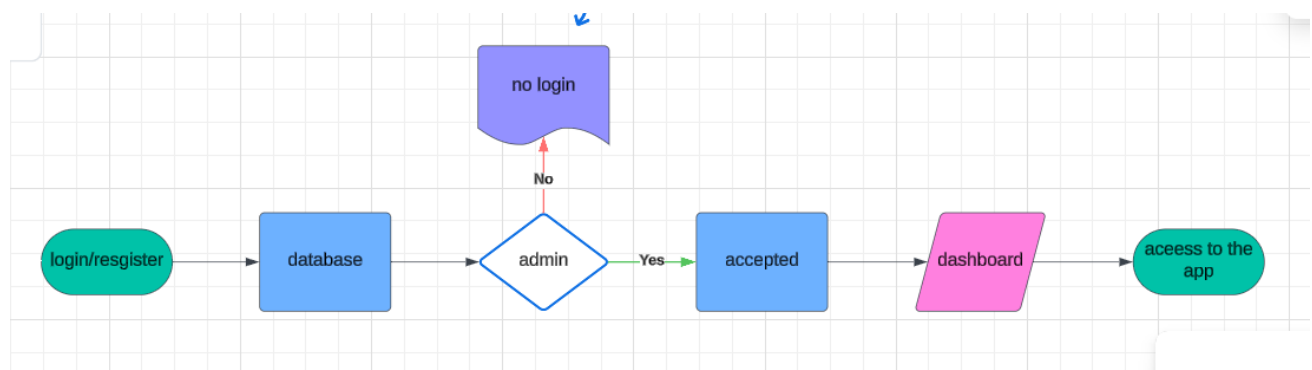 no login
No
login/resgister
database
admin
Yes
accepted
dashboard
aceess to the
app